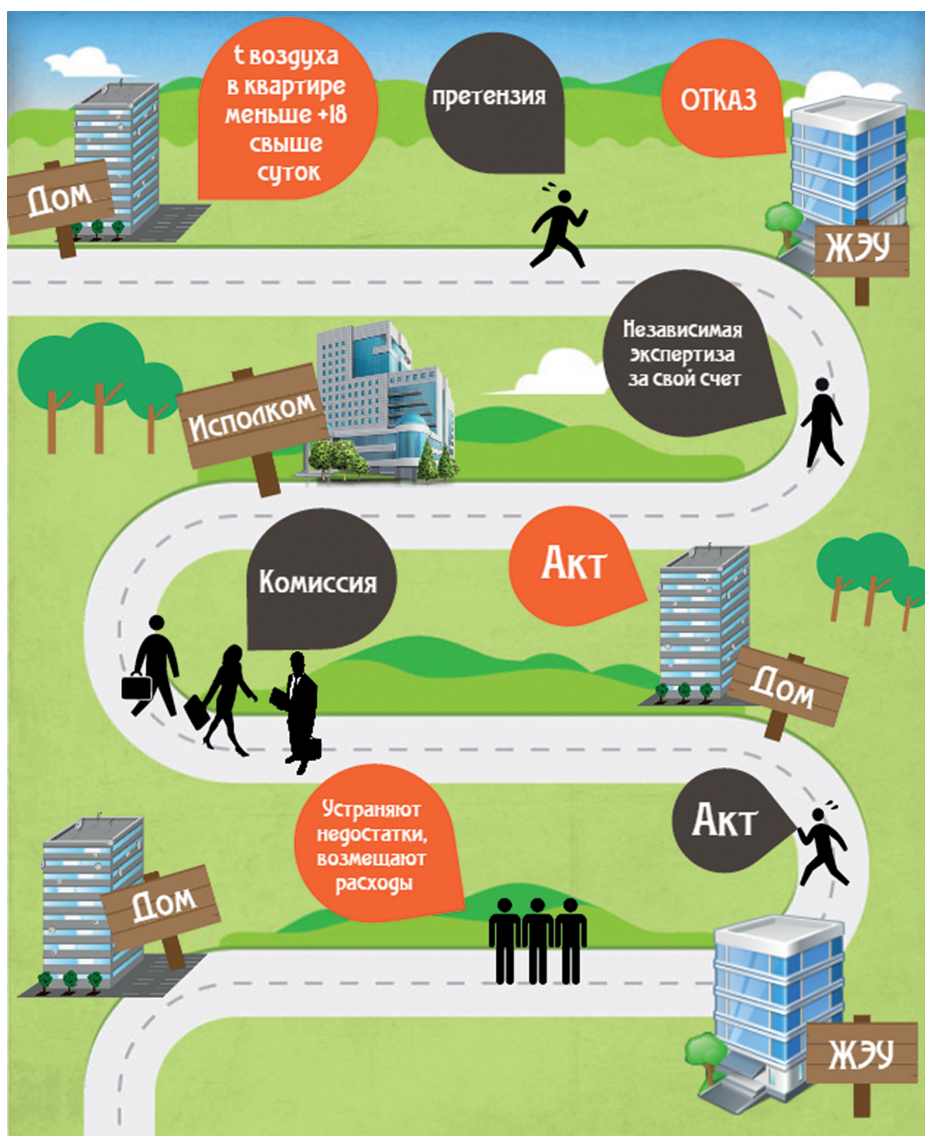 t воздуха
в квартире
меньше +18
свыше
суток
претензия
ОТКАЗ
Дом
ЖЭУ
Независимая
экспертиза
за свой счет
Исполком
Комиссия
Акт
Дом
Устраняют
недостатки,
возмещают
расходы
Акт
Дом
ЖЭУ